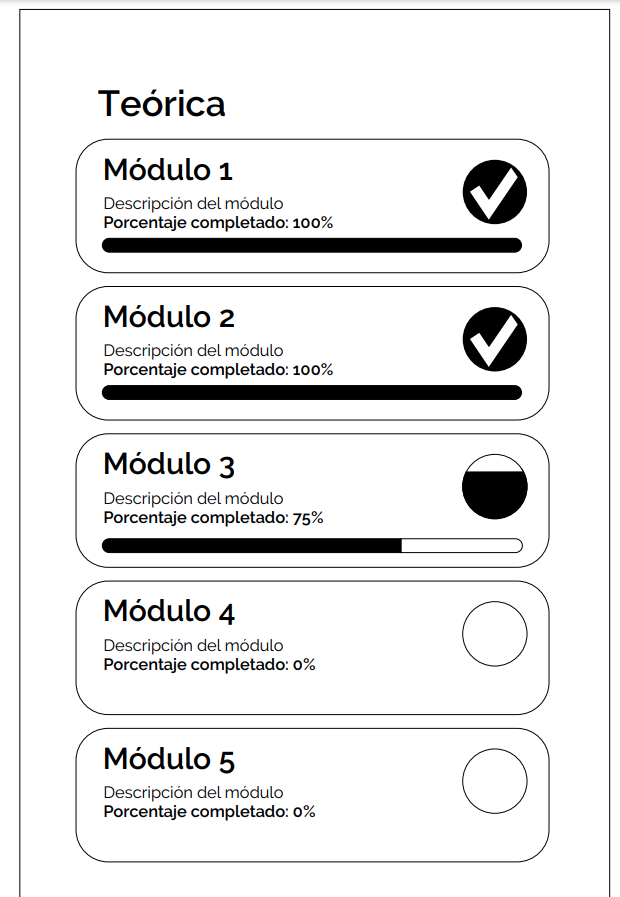 Teórica
Módulo 1
Descripción del módulo
Porcentaje completado: 100%
Módulo 2
Descripción del módulo
Porcentaje completado: 100%
Módulo 3
Descripción del módulo
Porcentaje completado: 75%
Módulo 4
Descripción del módulo
Porcentaje completado: 0%
Módulo 5
Descripción del módulo
Porcentaje completado: 0%